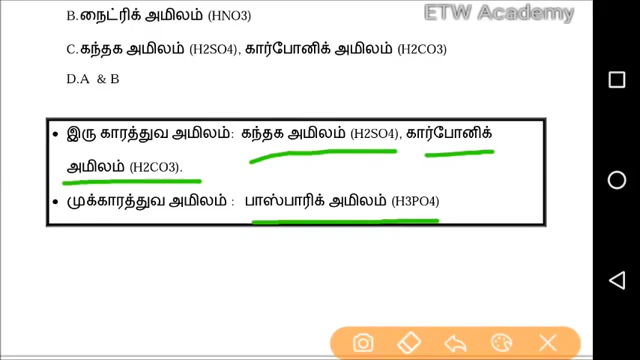 ETW Academy
B.நைட்ரிக் அமிலம் (HNO3)
C.கந்தக அமிலம் (H2SO4), கார்போனிக் அமிலம் (H2CO3)
D.A & B
• இரு காரத்துவ அமிலம்: கந்தக அமிலம் (H2SO4), கார்போனிக்
அமிலம் (H2CO3).
• முக்காரத்துவ அமிலம் : பாஸ்பாரிக் அமிலம் (H3PO4)